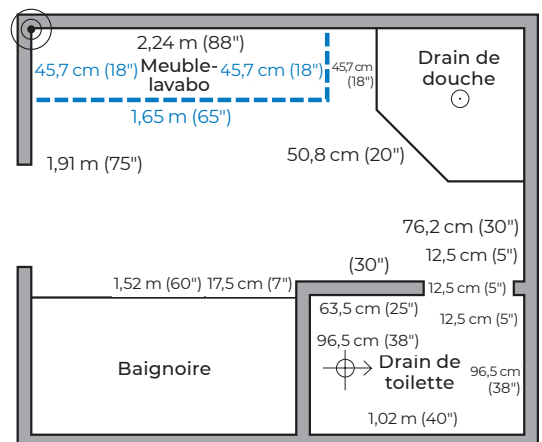 2,24 m (88")
45,7 cm (18")
Meuble-
lavabo
45,7 cm (18")
1,65 m (65")
45,7 cm
(18")
Drain de
douche
1,91 m (75")
50,8 cm (20")
76,2 cm (30")
12,5 cm (5")
(30")
1,52 m (60")
17,5 cm (7")
12,5 cm (5")
63,5 cm (25")
12,5 cm (5")
96,5 cm (38")
Baignoire
Drain de
toilette
96,5 cm
(38")
1,02 m (40")